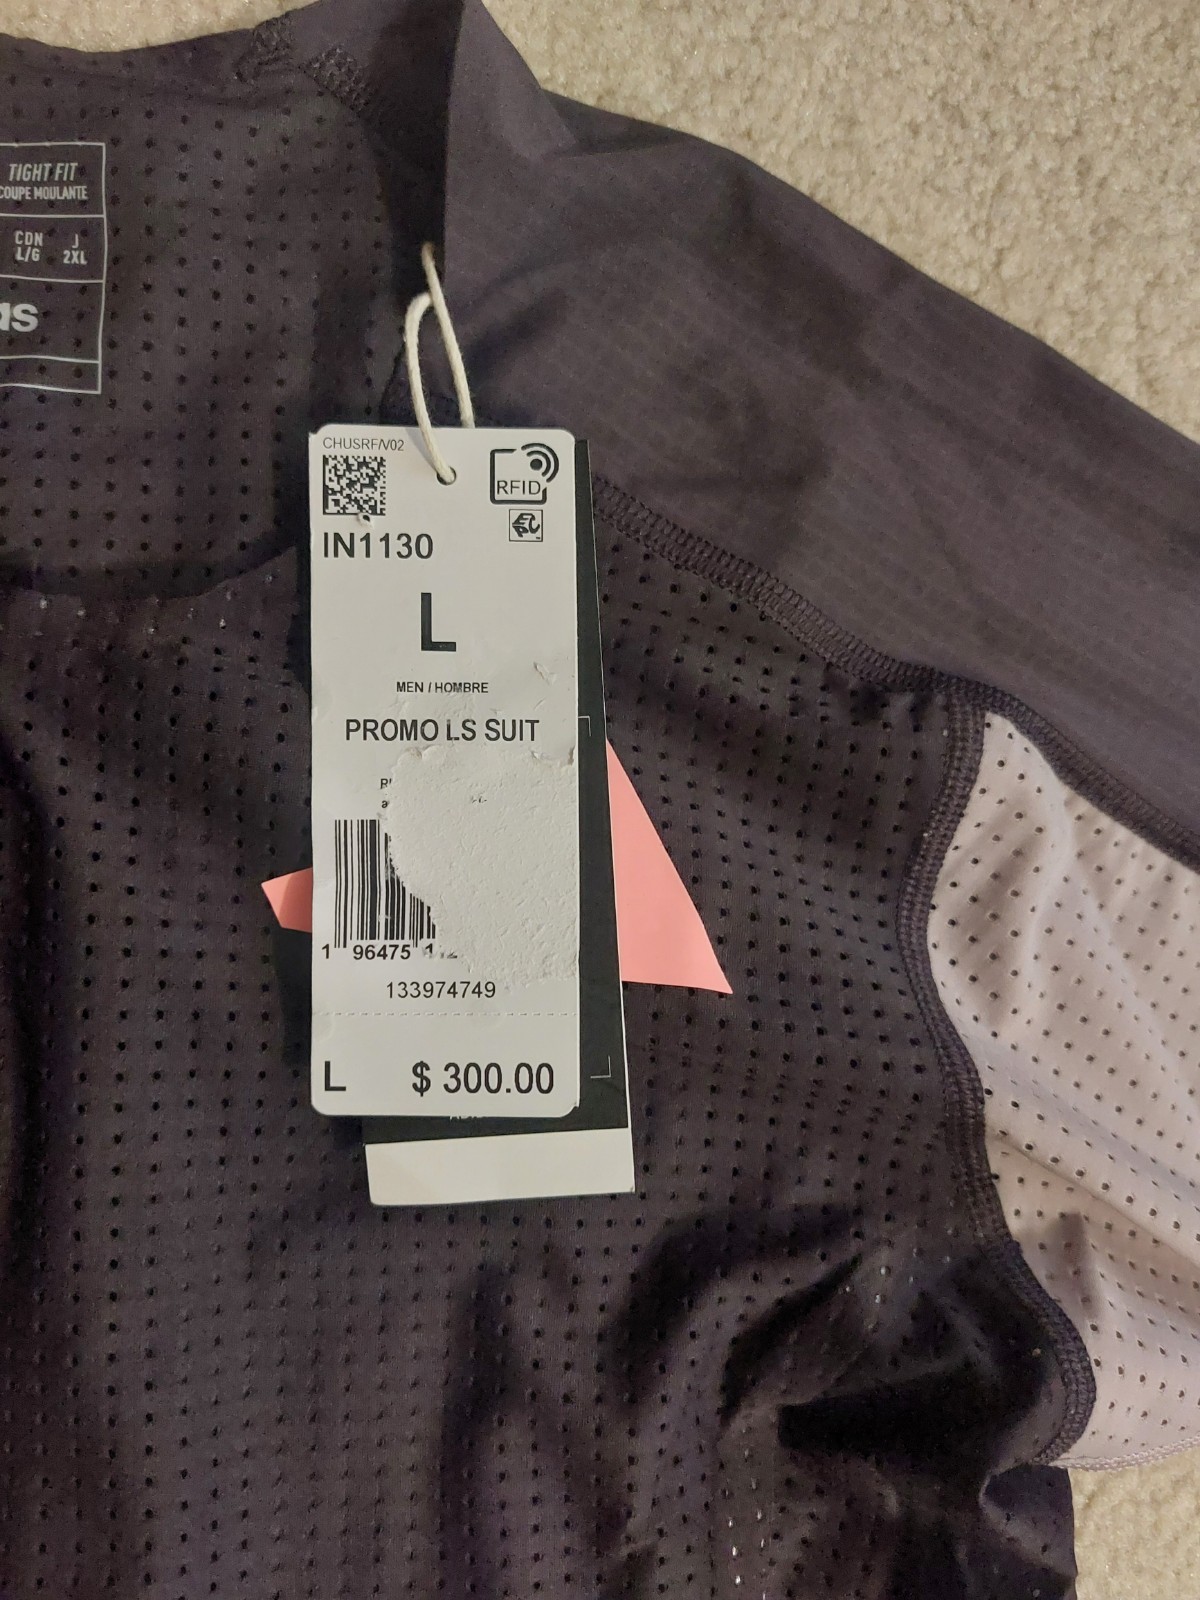 TIGHT FIT
COUPE MOULANTE
CDN J
L/G 2XL
as
CHUSRF/V02
RFID
IN1130
L
MEN / HOMBRE
PROMO LS SUIT
1 96475
133974749
L $ 300.00